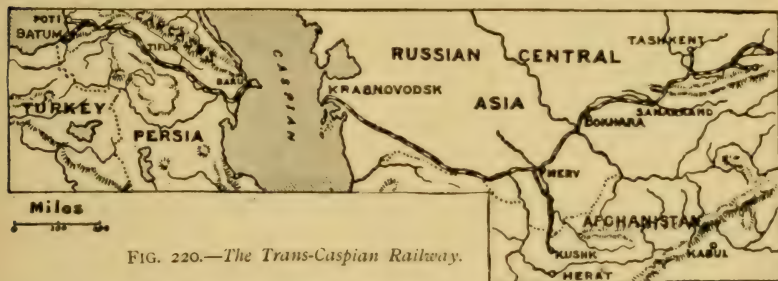 POTI
BATUM
TIFLIS
BAKU
TURKEY
PERSIA
CASPIAN
KRASNOVODSK
RUSSIAN CENTRAL
ASIA
TASHKENT
SAMARKAND
BOKHARA
MERV
AFGHANISTAN
KUSHK
KABUL
HERAT
Miles
FIG. 220.—The Trans-Caspian Railway.